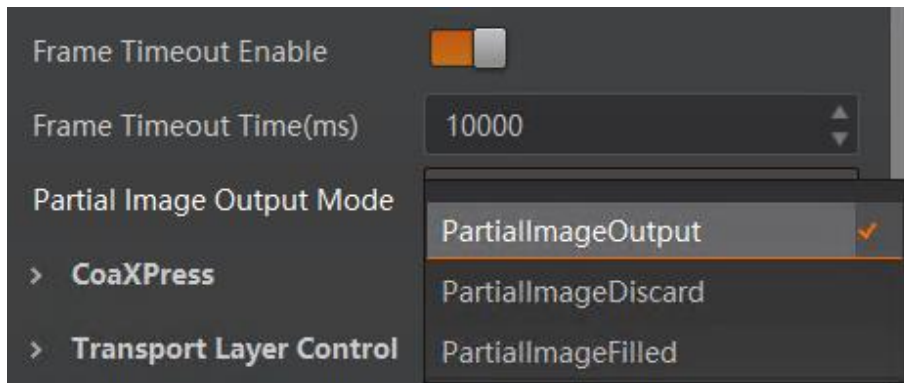 Frame Timeout Enable
Frame Timeout Time(ms) 10000
Partial Image Output Mode
PartialImageOutput
> CoaXPress
PartialImageDiscard
> Transport Layer Control
PartialImageFilled